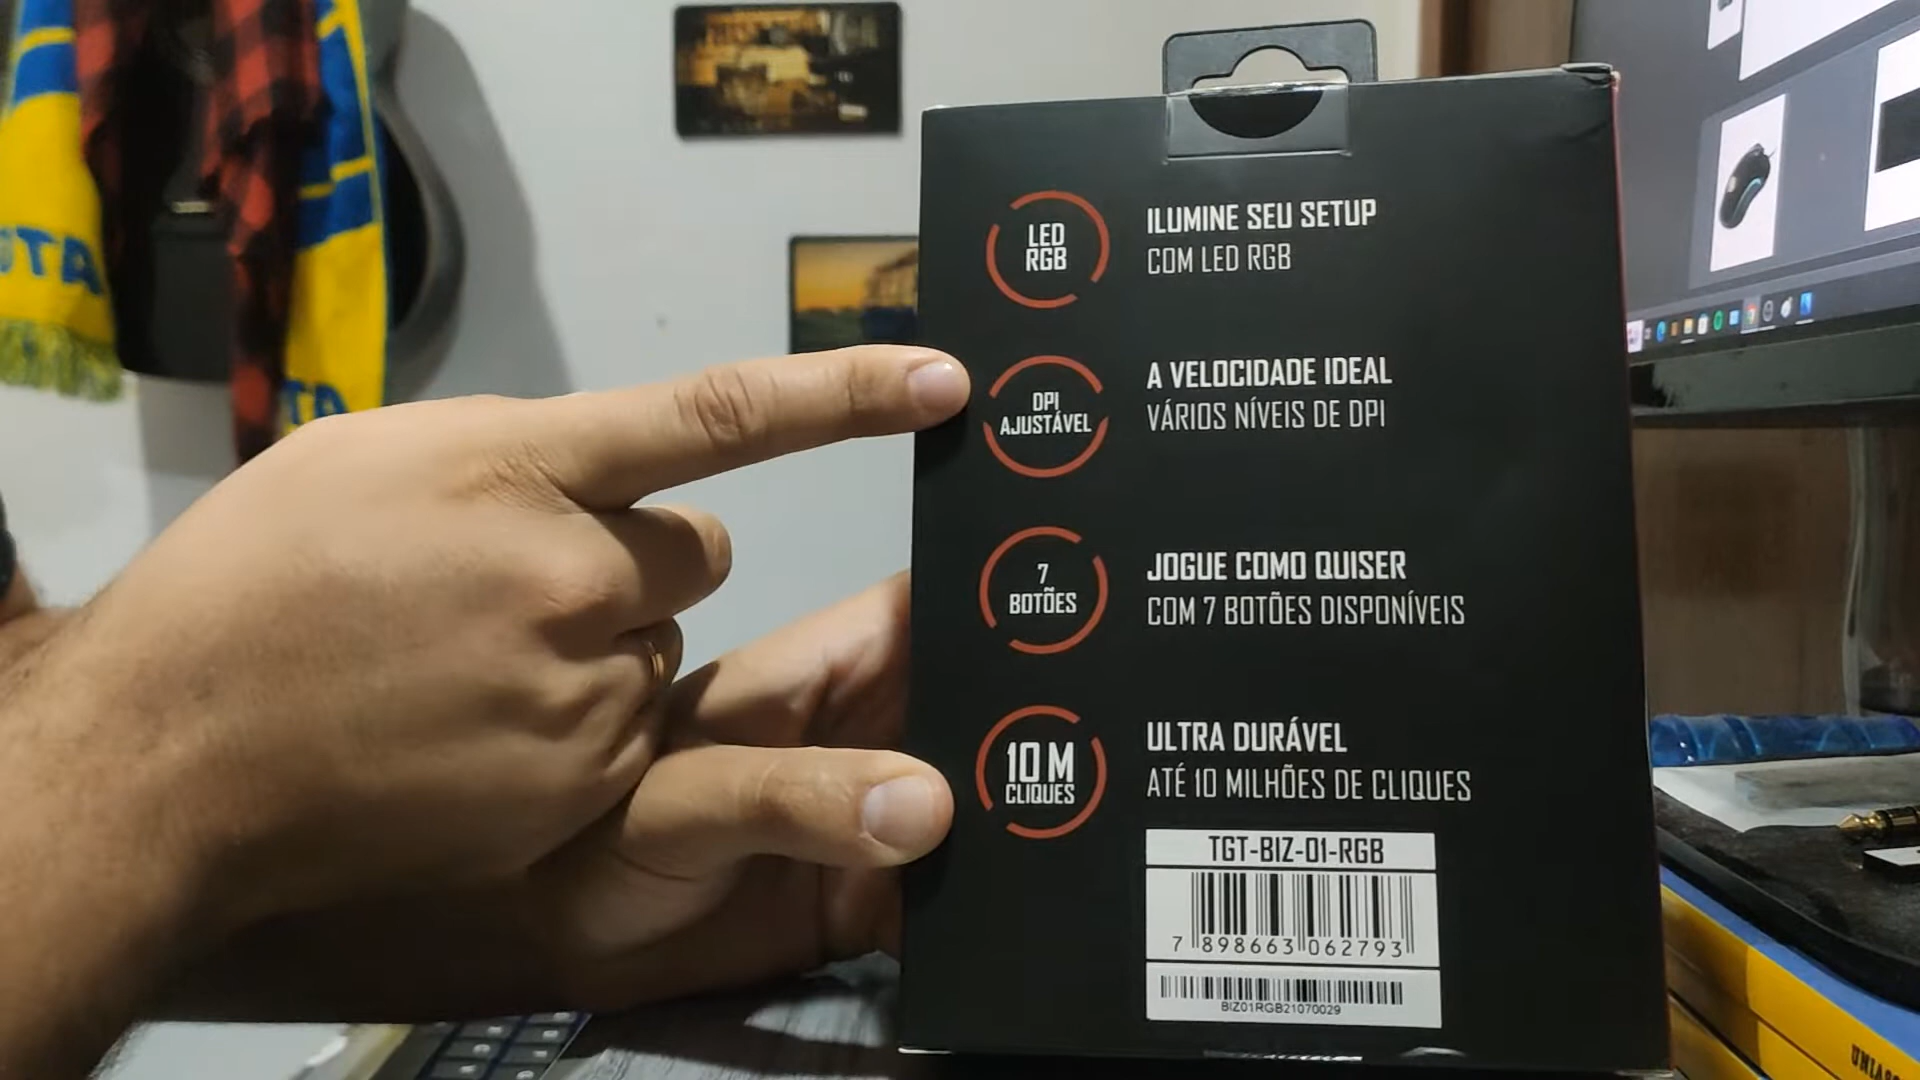 LED
RGB
ILUMINE SEU SETUP
COM LED RGB
DPI
AJUSTÁVEL
A VELOCIDADE IDEAL
VÁRIOS NÍVEIS DE DPI
7
BOTÕES
JOGUE COMO QUISER
COM 7 BOTÕES DISPONÍVEIS
10 M
CLIQUES
ULTRA DURÁVEL
ATÉ 10 MILHÕES DE CLIQUES
TGT-BIZ-01-RGB
7 898663 062793
BIZ01RGB21070029